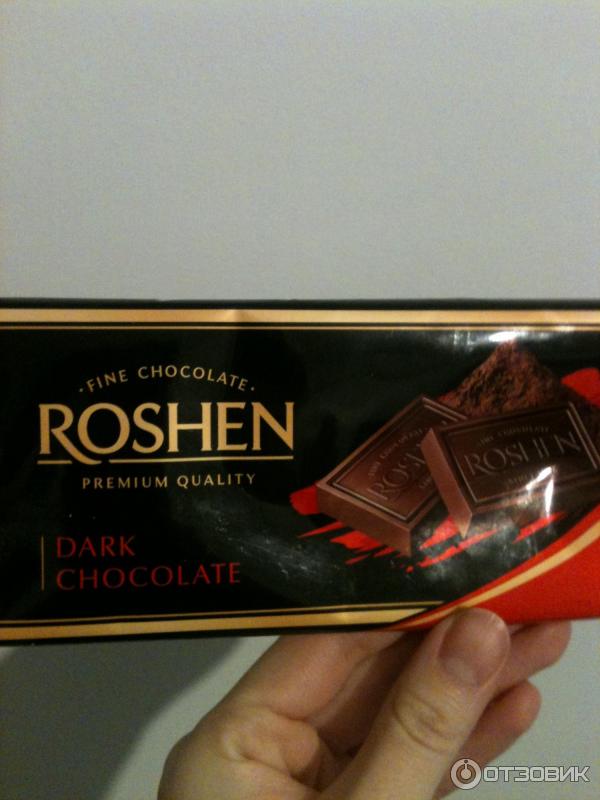 · FINE CHOCOLATE ·
ROSHEN
PREMIUM QUALITY
DARK
CHOCOLATE
ROSHEN
ОТЗОВИК